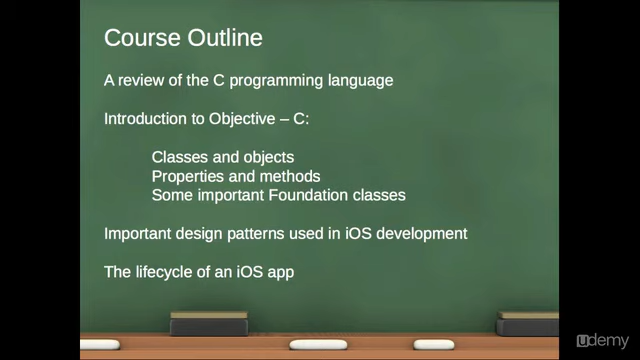 Course Outline
A review of the C programming language
Introduction to Objective – C:
Classes and objects
Properties and methods
Some important Foundation classes
Important design patterns used in iOS development
The lifecycle of an iOS app
udemy